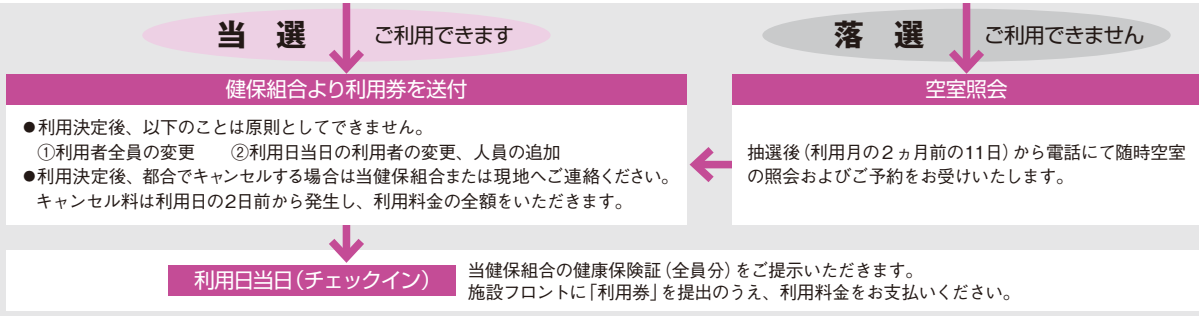 当 選 ご利用できます
健保組合より利用券を送付
●利用決定後、以下のことは原則としてできません。
①利用者全員の変更 ②利用日当日の利用者の変更、人員の追加
●利用決定後、都合でキャンセルする場合は当健保組合または現地へご連絡ください。
キャンセル料は利用日の2日前から発生し、利用料金の全額をいただきます。
落 選 ご利用できません
空室照会
抽選後（利用月の2ヵ月前の11日）から電話にて随時空室
の照会およびご予約をお受けいたします。
利用日当日（チェックイン）
当健保組合の健康保険証（全員分）をご提示いただきます。
施設フロントに「利用券」を提出のうえ、利用料金をお支払いください。